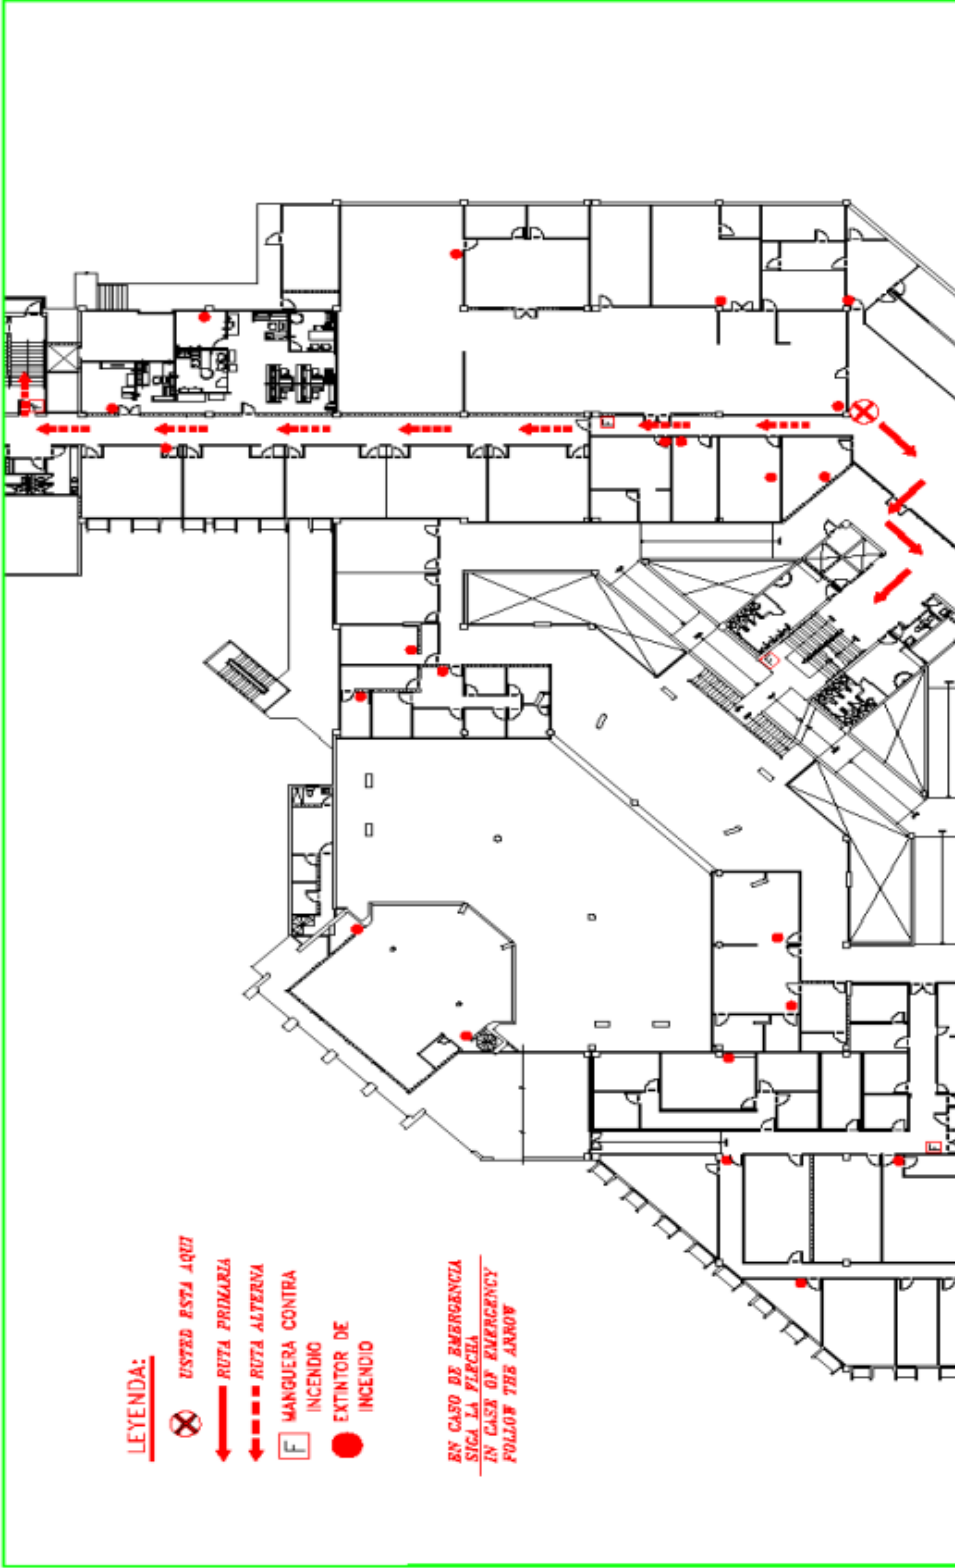 LEYENDA:
USTED ESTA AQUI
RUTA PRIMARIA
RUTA ALTERNA
F
MANGUERA CONTRA
INCENDIO
EXTINTOR DE
INCENDIO
EN CASO DE EMERGENCIA
SIGA LA FLECHA
IN CASE OF EMERGENCY
FOLLOW THE ARROW
F
F
F
F